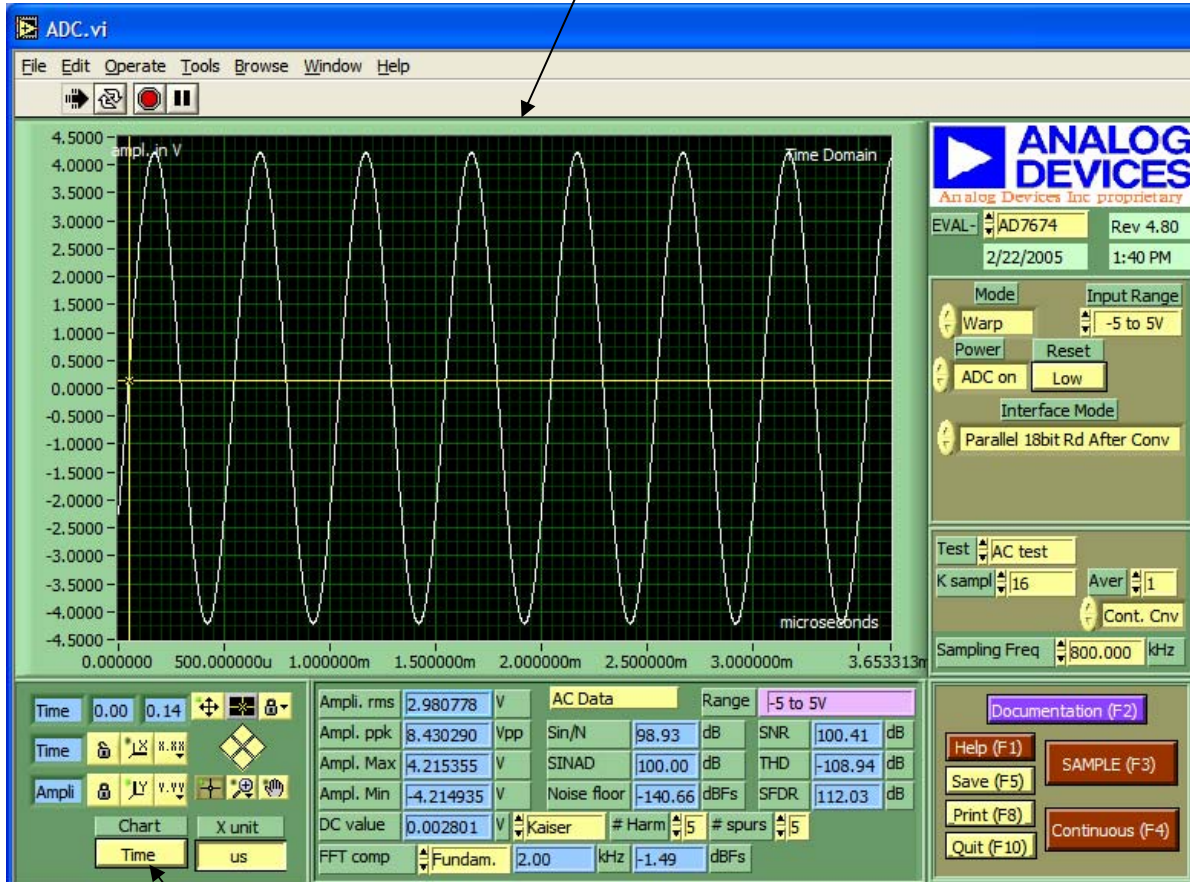 ADC.vi
File Edit Operate Tools Browse Window Help
4.5000
4.0000
3.5000
3.0000
2.5000
2.0000
1.5000
1.0000
0.5000
0.0000
-0.5000
-1.0000
-1.5000
-2.0000
-2.5000
-3.0000
-3.5000
-4.0000
-4.5000
ampl. in V
Time Domain
microseconds
0.000000 500.000000u 1.000000m 1.500000m 2.000000m 2.500000m 3.000000m 3.653313m
ANALOG
DEVICES
Analog Devices Inc proprietary
EVAL- AD7674 Rev 4.80
2/22/2005 1:40 PM
Mode Input Range
Warp -5 to 5V
Power Reset
ADC on Low
Interface Mode
Parallel 18bit Rd After Conv
Test AC test
K sampl 16 Aver 1
Cont. Cnv
Sampling Freq 800.000 kHz
Time 0.00 0.14
Time X X.XX
Ampli Y Y.YY
Chart X unit
Time us
Ampli. rms 2.980778 V AC Data Range -5 to 5V
Ampl. ppk 8.430290 Vpp Sin/N 98.93 dB SNR 100.41 dB
Ampl. Max 4.215355 V SINAD 100.00 dB THD -108.94 dB
Ampl. Min -4.214935 V Noise floor -140.66 dBFs SFDR 112.03 dB
DC value 0.002801 V Kaiser # Harm 5 # spurs 5
FFT comp Fundam. 2.00 kHz -1.49 dBFs
Documentation (F2)
Help (F1)
Save (F5)
Print (F8)
Quit (F10)
SAMPLE (F3)
Continuous (F4)